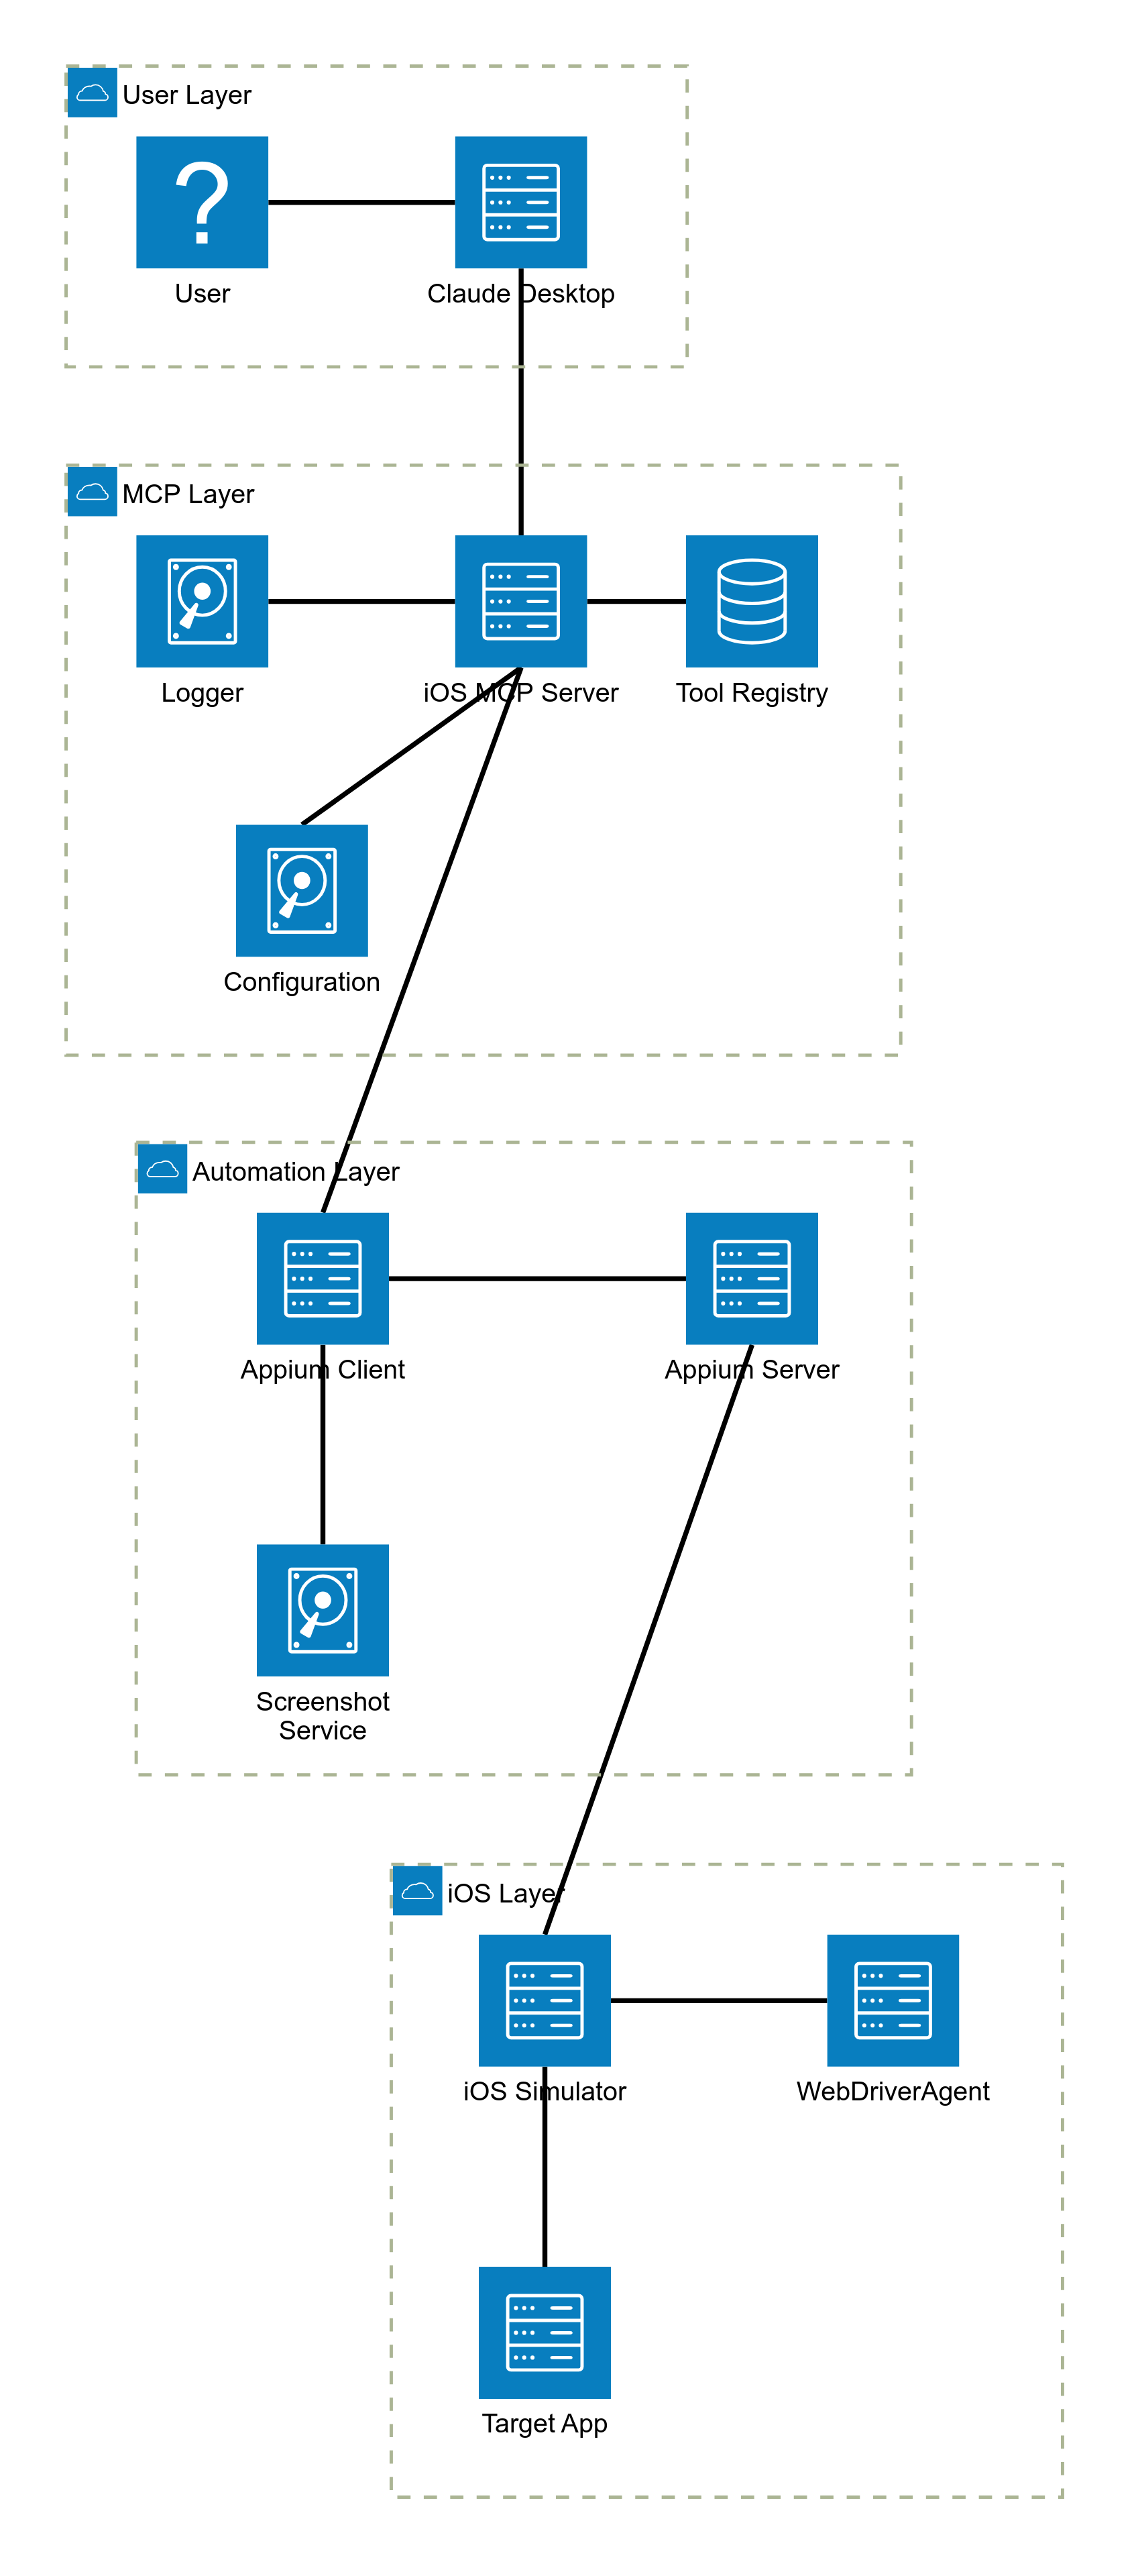 User Layer
?
User
Claude Desktop
MCP Layer
Logger
iOS MCP Server
Tool Registry
Configuration
Automation Layer
Appium Client
Appium Server
Screenshot
Service
iOS Layer
iOS Simulator
WebDriverAgent
Target App